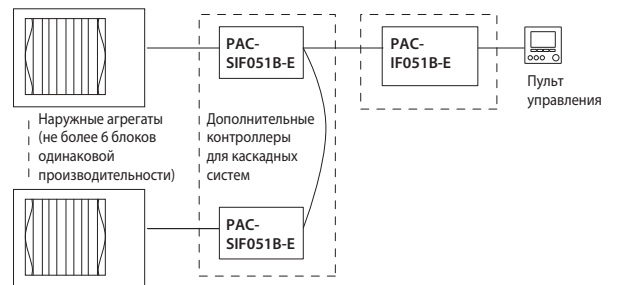 PAC-
SIF051B-E
PAC-
IF051B-E
Пульт
управления
Наружные агрегаты
(не более 6 блоков
одинаковой
производительности)
Дополнительные
контроллеры
для каскадных
систем
PAC-
SIF051B-E